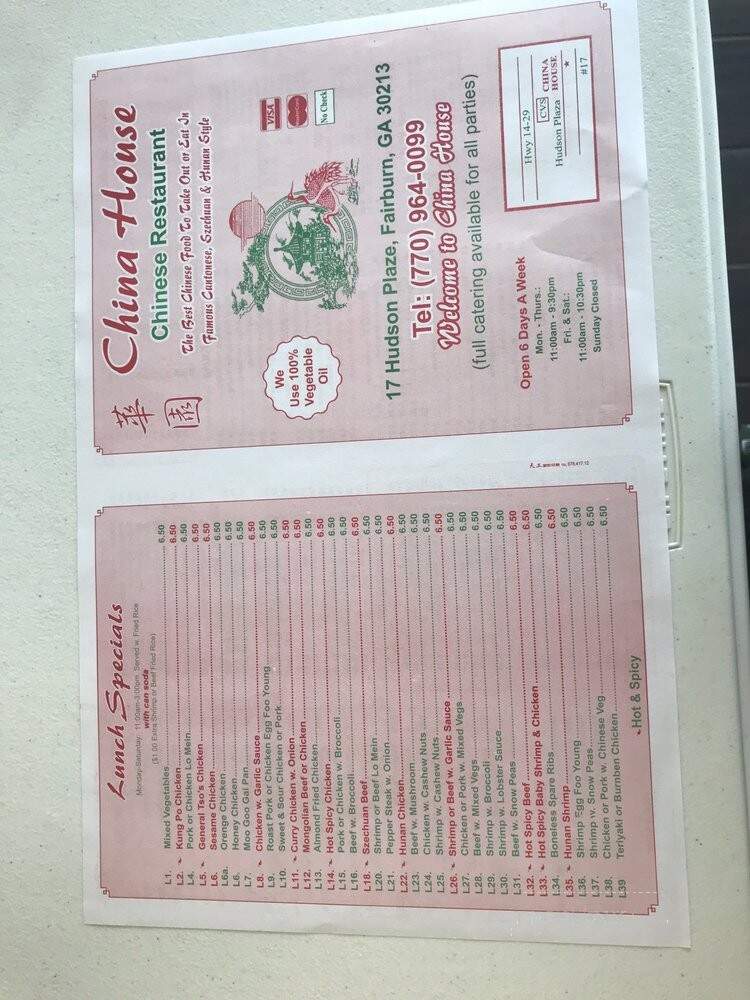 China House
Chinese Restaurant
The Best Chinese Food To Take Out or Eat In
Famous Cantonese, Szechuan & Hunan Style
華園
VISA
MasterCard
No Check
We
Use 100%
Vegetable
Oil
17 Hudson Plaze, Fairburn, GA 30213
Tel: (770) 964-0099
Welcome to China House
(full catering available for all parties)
Open 6 Days A Week
Mon. - Thurs.:
11:00am - 9:30pm
Fri. & Sat.:
11:00am - 10:30pm
Sunday Closed
Hwy 14-29
CVS
CHINA
HOUSE
Hudson Plaza
★
#17
Lunch Specials
Monday-Saturday: 11:00am-3:00pm Served w. Fried Rice
with can soda
($1.00 Extra Shrimp or Beef Fried Rice)
L1. Mixed Vegetables 6.50
L2. Kung Po Chicken 6.50
L4. Pork or Chicken Lo Mein 6.50
L5. General Tso's Chicken 6.50
L6. Sesame Chicken 6.50
L6a. Orenge Chicken 6.50
L6. Honey Chicken 6.50
L7. Moo Goo Gai Pan 6.50
L8. Chicken w. Garlic Sauce 6.50
L9. Roast Pork or Chicken Egg Foo Young 6.50
L10. Sweet & Sour Chicken or Pork 6.50
L11. Curry Chicken w. Onion 6.50
L12. Mongolian Beef or Chicken 6.50
L13. Almond Fried Chicken 6.50
L14. Hot Spicy Chicken 6.50
L15. Pork or Chicken w. Broccoli 6.50
L16. Beef w. Broccoli 6.50
L18. Szechuan Beef 6.50
L20. Shrimp or Beef Lo Mein 6.50
L21. Pepper Steak w. Onion 6.50
L22. Hunan Chicken 6.50
L23. Beef w. Mushroom 6.50
L24. Chicken w. Cashew Nuts 6.50
L25. Shrimp w. Cashew Nuts 6.50
L26. Shrimp or Beef w. Garlic Sauce 6.50
L27. Chicken or Pork w. Mixed Vegs 6.50
L28. Beef w. Mixed Vegs 6.50
L29. Shrimp w. Broccoli 6.50
L30. Shrimp w. Lobster Sauce 6.50
L31. Beef w. Snow Peas 6.50
L32. Hot Spicy Beef 6.50
L33. Hot Spicy Baby Shrimp & Chicken 6.50
L34. Boneless Spare Ribs 6.50
L35. Hunan Shrimp 6.50
L36. Shrimp Egg Foo Young 6.50
L37. Shrimp w. Snow Peas 6.50
L38. Chicken or Pork w. Chinese Veg 6.50
L39 Teriyaki or Burnben Chicken
Hot & Spicy